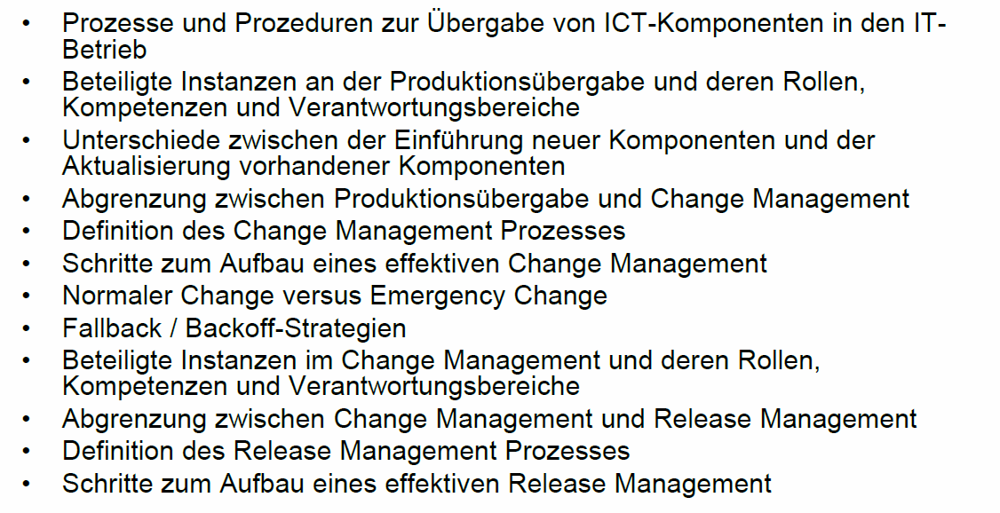 • Prozesse und Prozeduren zur Übergabe von ICT-Komponenten in den IT-
Betrieb
• Beteiligte Instanzen an der Produktionsübergabe und deren Rollen,
Kompetenzen und Verantwortungsbereiche
• Unterschiede zwischen der Einführung neuer Komponenten und der
Aktualisierung vorhandener Komponenten
• Abgrenzung zwischen Produktionsübergabe und Change Management
• Definition des Change Management Prozesses
• Schritte zum Aufbau eines effektiven Change Management
• Normaler Change versus Emergency Change
• Fallback / Backoff-Strategien
• Beteiligte Instanzen im Change Management und deren Rollen,
Kompetenzen und Verantwortungsbereiche
• Abgrenzung zwischen Change Management und Release Management
• Definition des Release Management Prozesses
• Schritte zum Aufbau eines effektiven Release Management